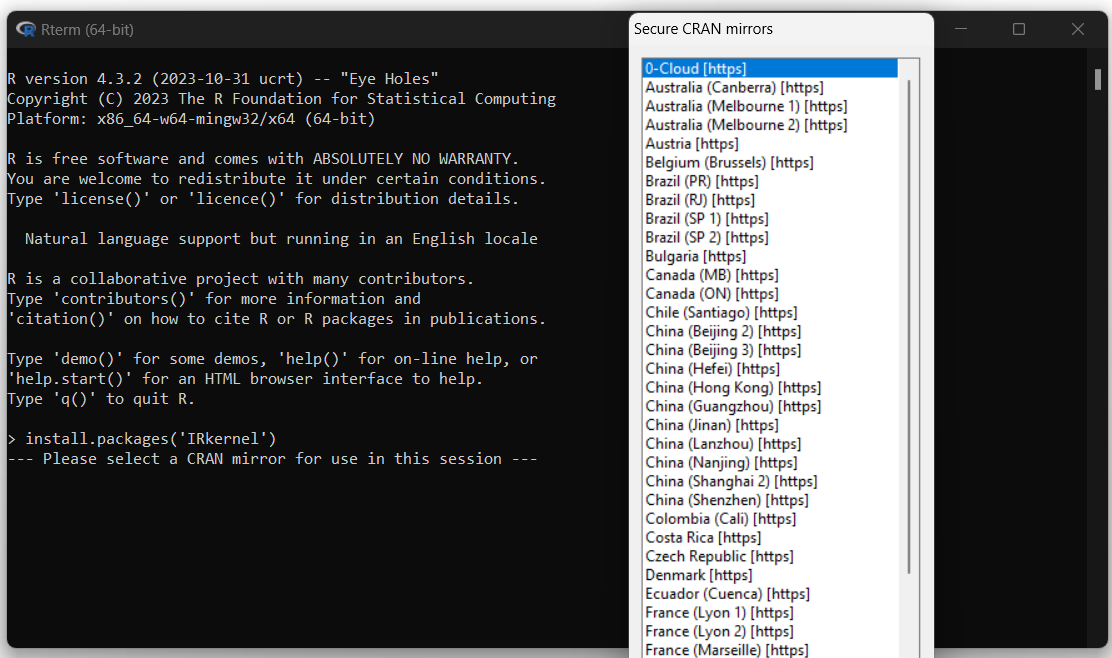 Rterm (64-bit)
R version 4.3.2 (2023-10-31 ucrt) -- "Eye Holes"
Copyright (C) 2023 The R Foundation for Statistical Computing
Platform: x86_64-w64-mingw32/x64 (64-bit)
R is free software and comes with ABSOLUTELY NO WARRANTY.
You are welcome to redistribute it under certain conditions.
Type 'license()' or 'licence()' for distribution details.
Natural language support but running in an English locale
R is a collaborative project with many contributors.
Type 'contributors()' for more information and
'citation()' on how to cite R or R packages in publications.
Type 'demo()' for some demos, 'help()' for on-line help, or
'help.start()' for an HTML browser interface to help.
Type 'q()' to quit R.
> install.packages('IRkernel')
--- Please select a CRAN mirror for use in this session ---
Secure CRAN mirrors
0-Cloud [https]
Australia (Canberra) [https]
Australia (Melbourne 1) [https]
Australia (Melbourne 2) [https]
Austria [https]
Belgium (Brussels) [https]
Brazil (PR) [https]
Brazil (RJ) [https]
Brazil (SP 1) [https]
Brazil (SP 2) [https]
Bulgaria [https]
Canada (MB) [https]
Canada (ON) [https]
Chile (Santiago) [https]
China (Beijing 2) [https]
China (Beijing 3) [https]
China (Hefei) [https]
China (Hong Kong) [https]
China (Guangzhou) [https]
China (Jinan) [https]
China (Lanzhou) [https]
China (Nanjing) [https]
China (Shanghai 2) [https]
China (Shenzhen) [https]
Colombia (Cali) [https]
Costa Rica [https]
Czech Republic [https]
Denmark [https]
Ecuador (Cuenca) [https]
France (Lyon 1) [https]
France (Lyon 2) [https]
France (Marseille) [https]